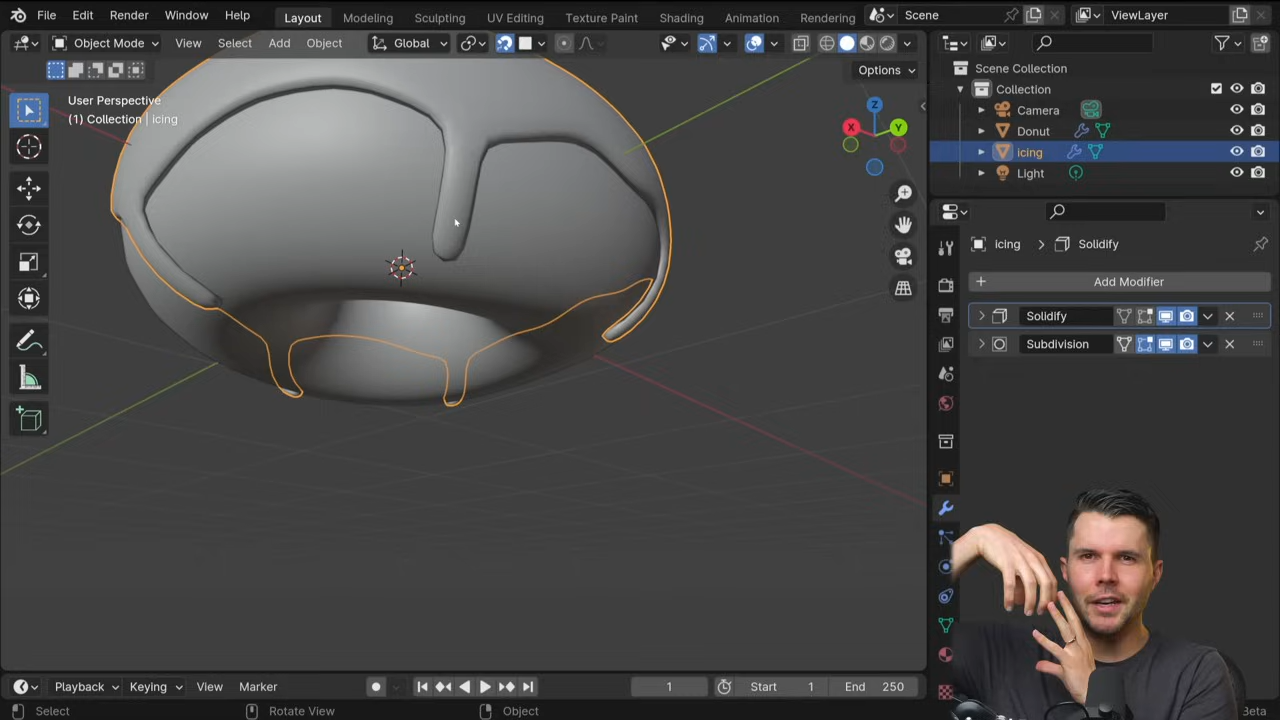 File Edit Render Window Help Layout Modeling Sculpting UV Editing Texture Paint Shading Animation Rendering Scene ViewLayer
Object Mode View Select Add Object Global
Options
User Perspective
(1) Collection | icing
Z
X
Y
Scene Collection
Collection
Camera
Donut
icing
Light
icing > Solidify
+ Add Modifier
Solidify
Subdivision
Playback Keying View Marker 1 Start 1 End 250
Select Rotate View Object Beta